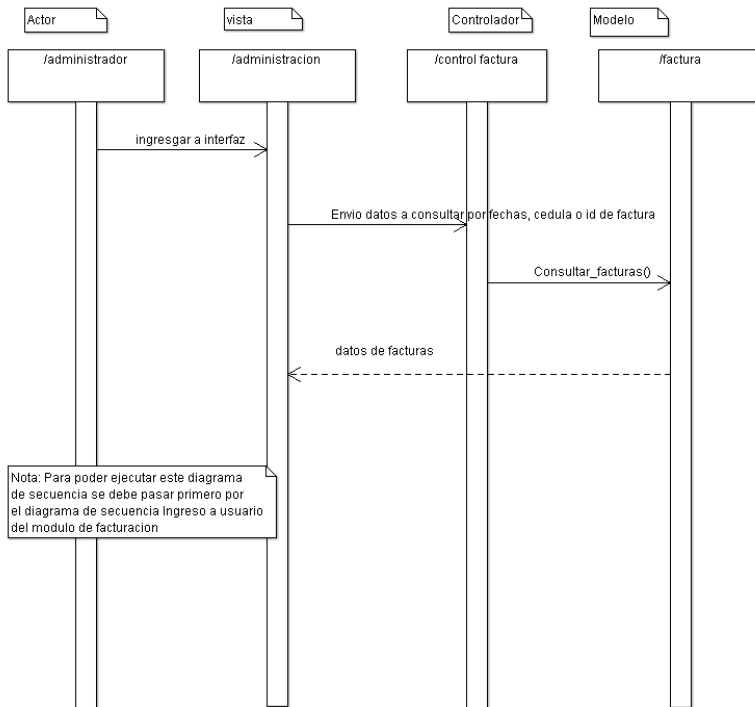 Actor
vista
Controlador
Modelo
/administrador
/administracion
/control factura
/factura
ingresgar a interfaz
Envio datos a consultar por fechas, cedula o id de factura
Consultar_facturas()
datos de facturas
Nota: Para poder ejecutar este diagrama
de secuencia se debe pasar primero por
el diagrama de secuencia Ingreso a usuario
del modulo de facturacion